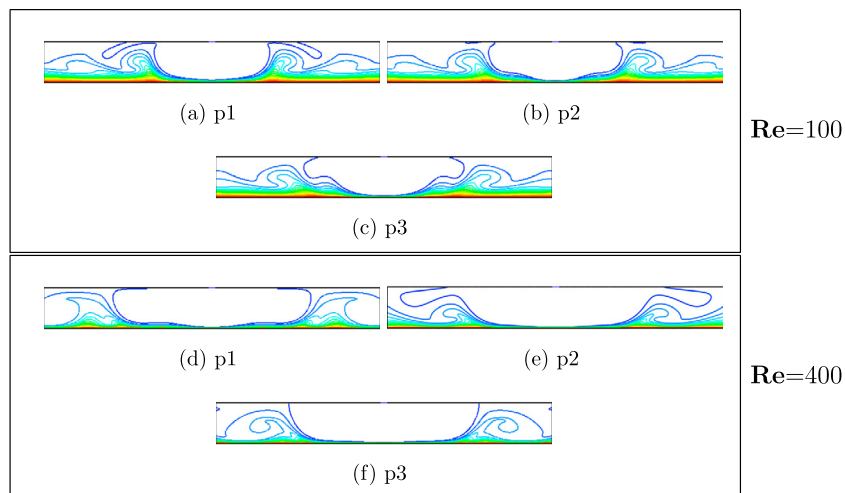 (a) p1
(b) p2
Re=100
(c) p3
(d) p1
(e) p2
Re=400
(f) p3